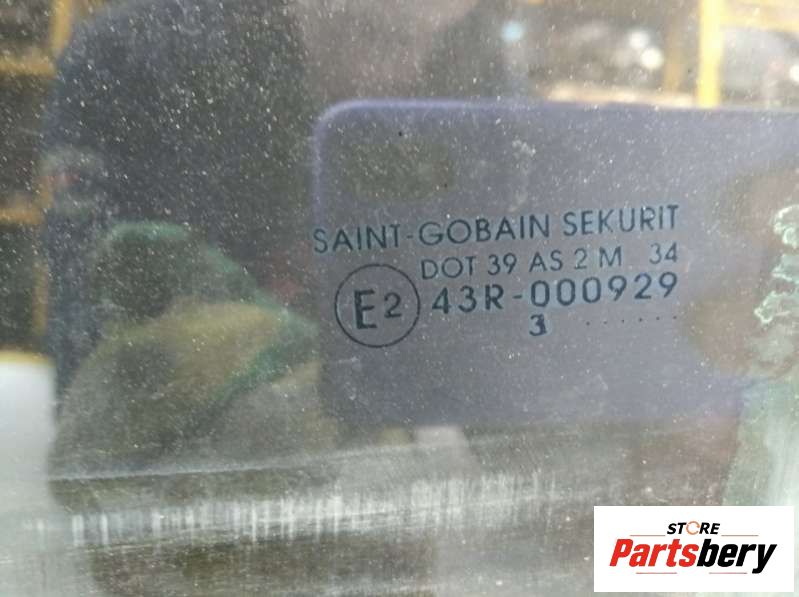 SAINT-GOBAIN SEKURIT
DOT 39 AS 2 M 34
E2 43R-000929
3 ......
STORE
Partsbery